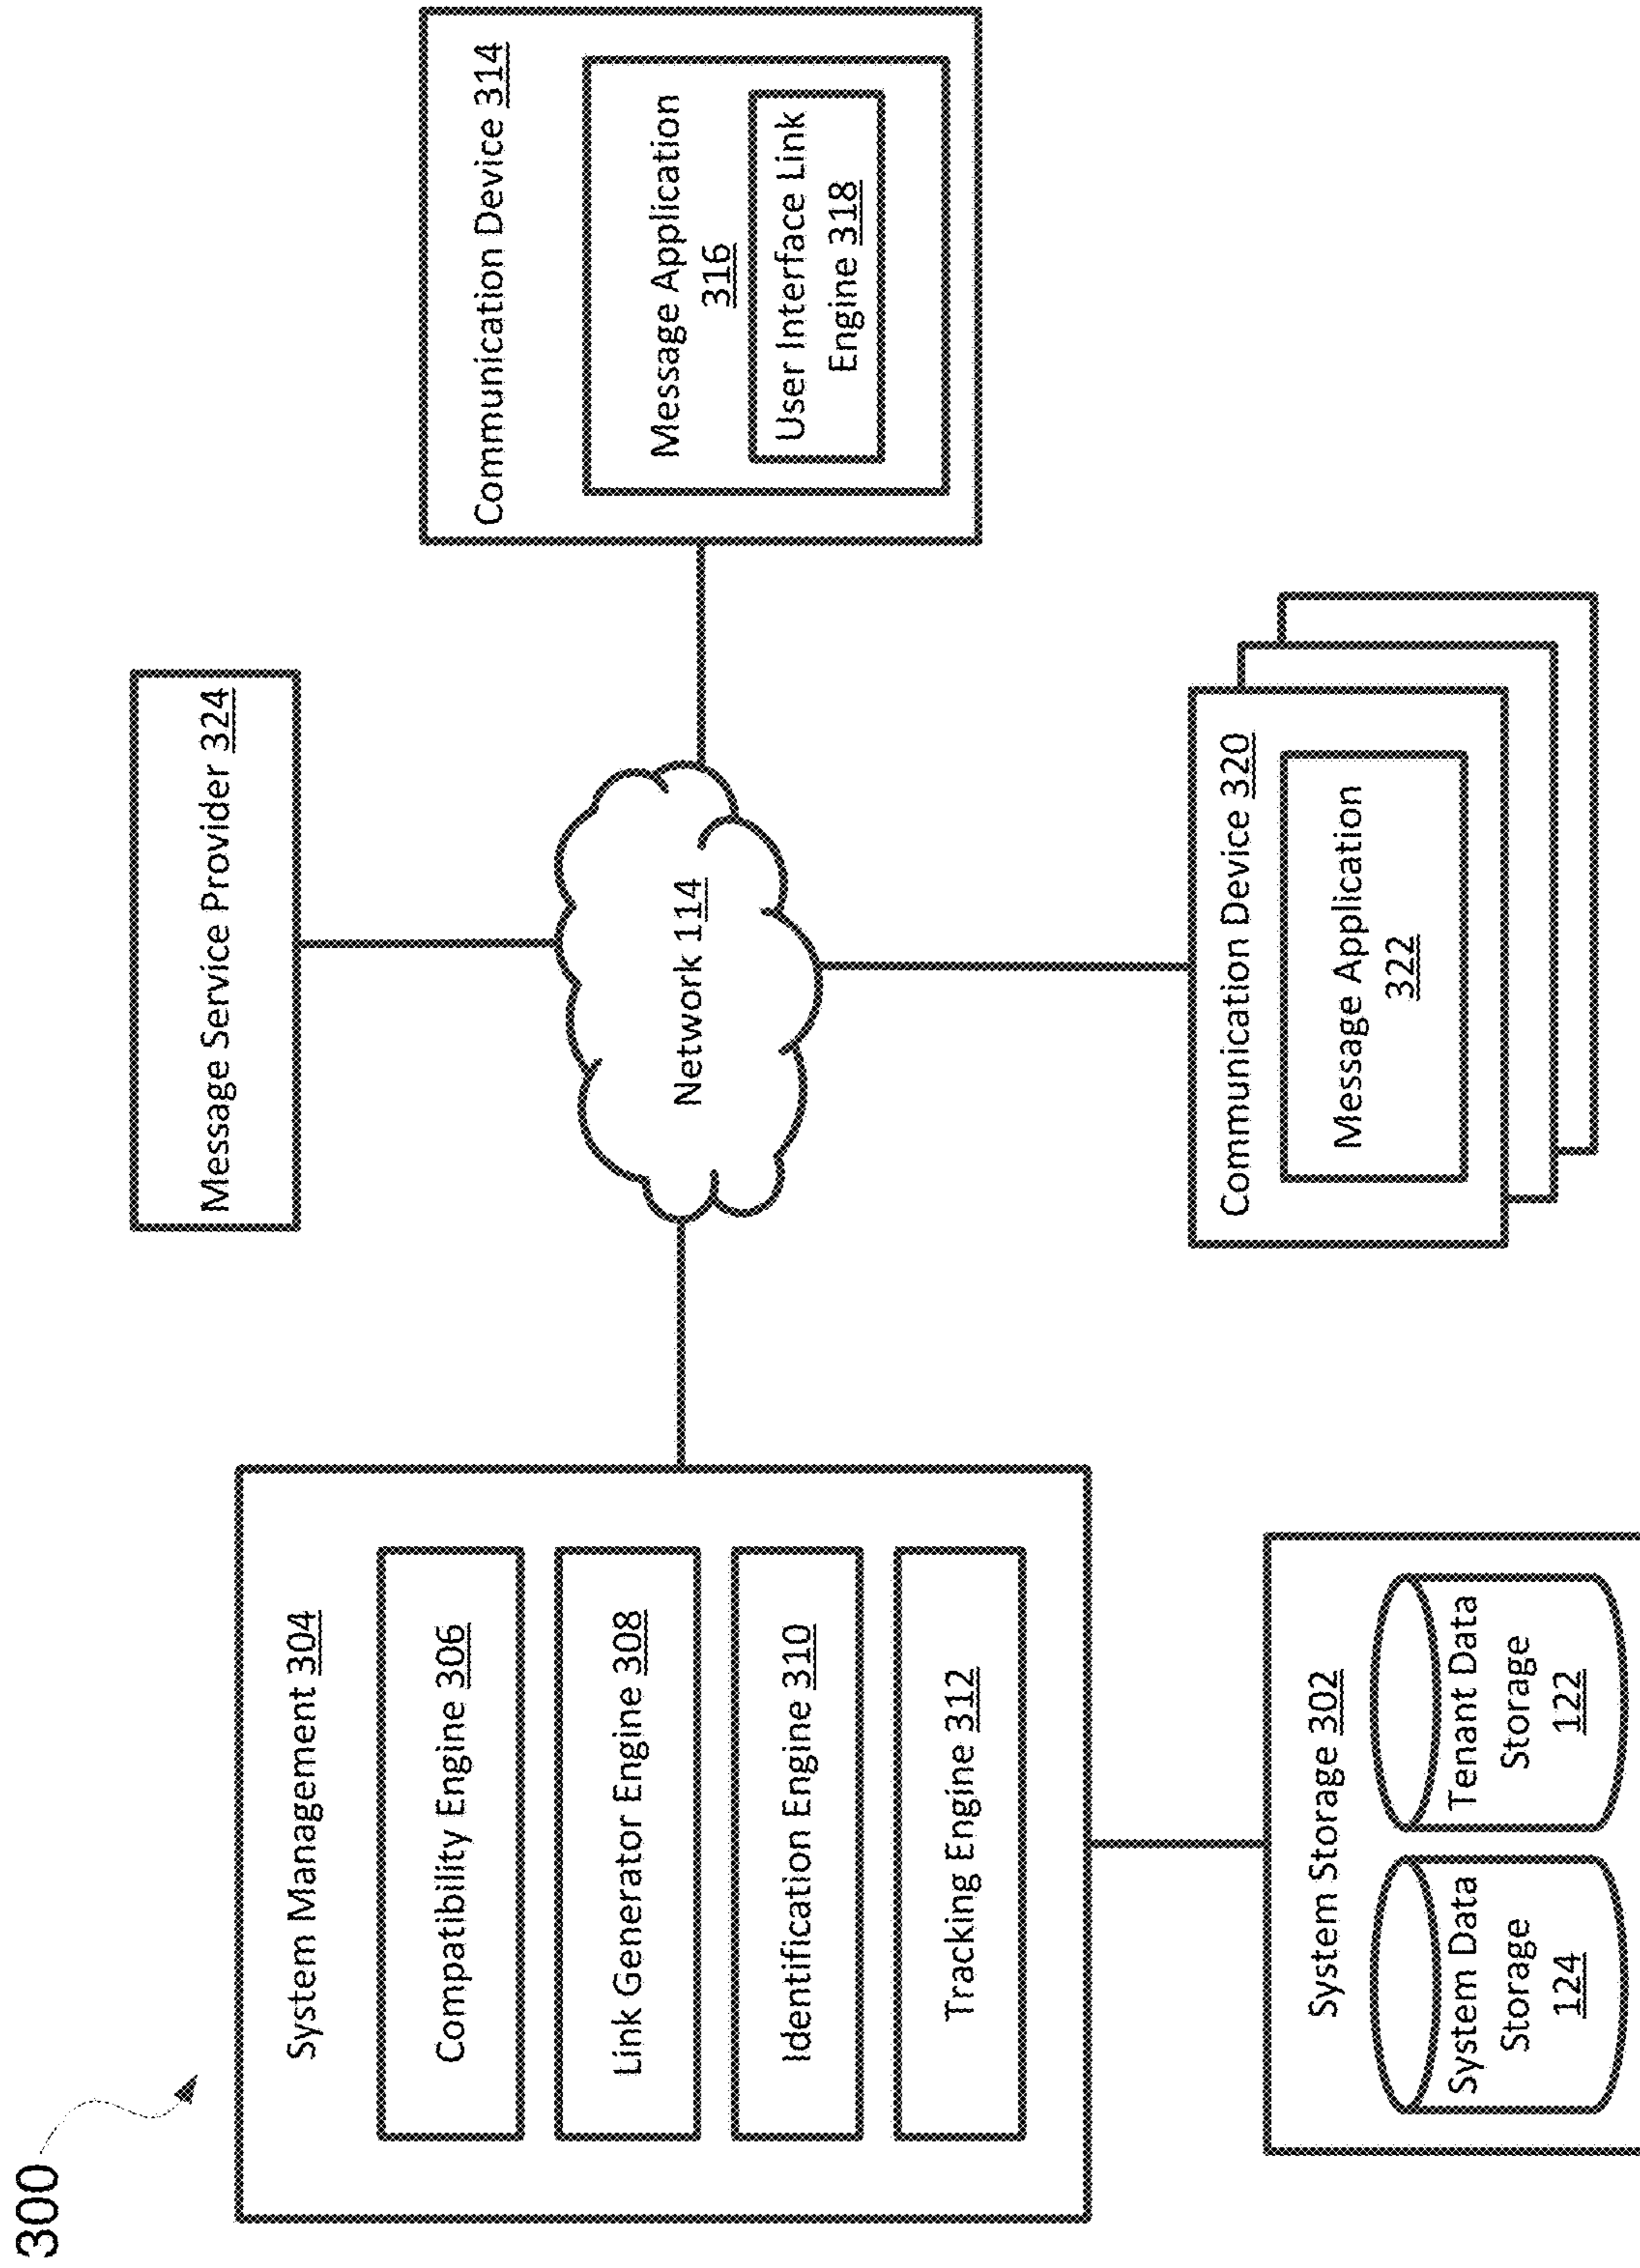 300
System Management 304
Compatibility Engine 306
Link Generator Engine 308
Identification Engine 310
Tracking Engine 312
System Storage 302
System Data
Storage
124
Tenant Data
Storage
122
Message Service Provider 324
Network 114
Communication Device 320
Message Application
322
Communication Device 314
Message Application
316
User Interface Link
Engine 318